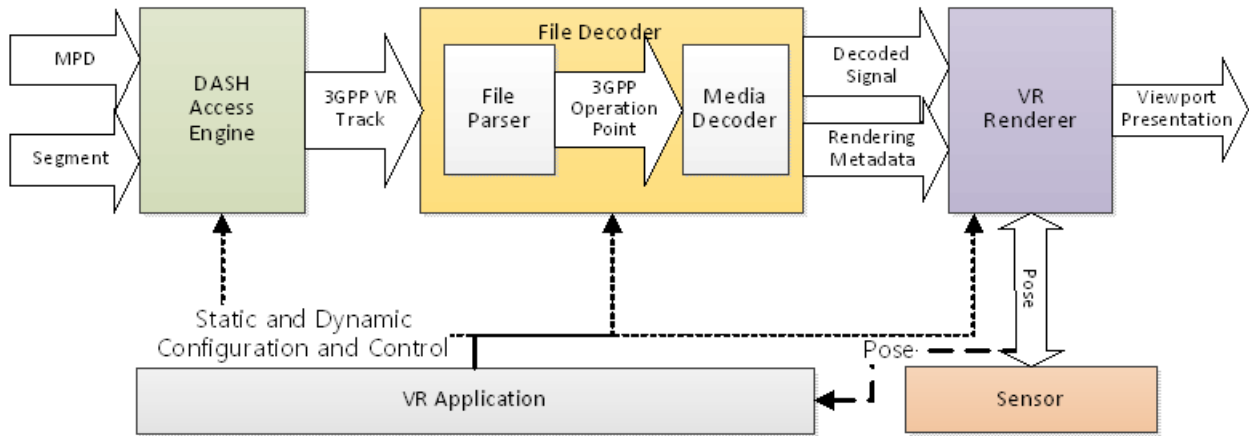 MPD
Segment
DASH
Access
Engine
3GPP VR
Track
File Decoder
File
Parser
3GPP
Operation
Point
Media
Decoder
Decoded
Signal
Rendering
Metadata
VR
Renderer
Viewport
Presentation
Pose
Static and Dynamic
Configuration and Control
Pose
VR Application
Sensor